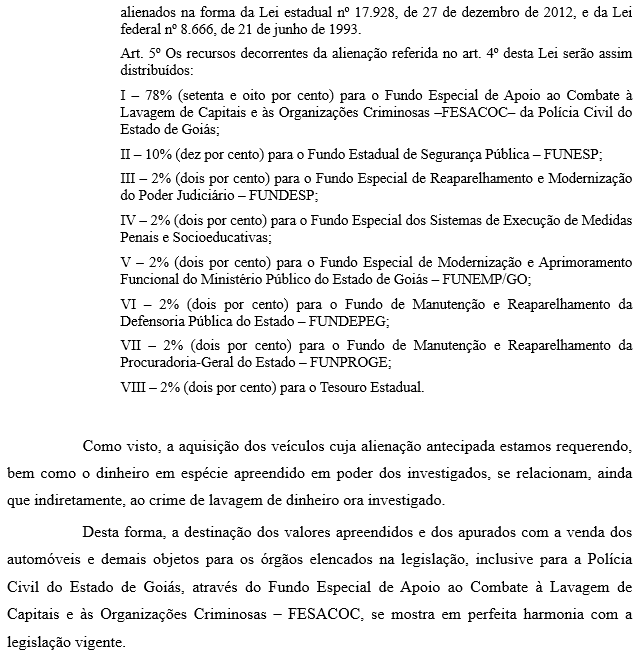 alienados na forma da Lei estadual nº 17.928, de 27 de dezembro de 2012, e da Lei
federal nº 8.666, de 21 de junho de 1993.
Art. 5º Os recursos decorrentes da alienação referida no art. 4º desta Lei serão assim
distribuídos:
I – 78% (setenta e oito por cento) para o Fundo Especial de Apoio ao Combate à
Lavagem de Capitais e às Organizações Criminosas –FESACOC– da Polícia Civil do
Estado de Goiás;
II – 10% (dez por cento) para o Fundo Estadual de Segurança Pública – FUNESP;
III – 2% (dois por cento) para o Fundo Especial de Reaparelhamento e Modernização
do Poder Judiciário – FUNDESP;
IV – 2% (dois por cento) para o Fundo Especial dos Sistemas de Execução de Medidas
Penais e Socioeducativas;
V – 2% (dois por cento) para o Fundo Especial de Modernização e Aprimoramento
Funcional do Ministério Público do Estado de Goiás – FUNEMP/GO;
VI – 2% (dois por cento) para o Fundo de Manutenção e Reaparelhamento da
Defensoria Pública do Estado – FUNDEPEG;
VII – 2% (dois por cento) para o Fundo de Manutenção e Reaparelhamento da
Procuradoria-Geral do Estado – FUNPROGE;
VIII – 2% (dois por cento) para o Tesouro Estadual.
Como visto, a aquisição dos veículos cuja alienação antecipada estamos requerendo,
bem como o dinheiro em espécie apreendido em poder dos investigados, se relacionam, ainda
que indiretamente, ao crime de lavagem de dinheiro ora investigado.
Desta forma, a destinação dos valores apreendidos e dos apurados com a venda dos
automóveis e demais objetos para os órgãos elencados na legislação, inclusive para a Polícia
Civil do Estado de Goiás, através do Fundo Especial de Apoio ao Combate à Lavagem de
Capitais e às Organizações Criminosas – FESACOC, se mostra em perfeita harmonia com a
legislação vigente.